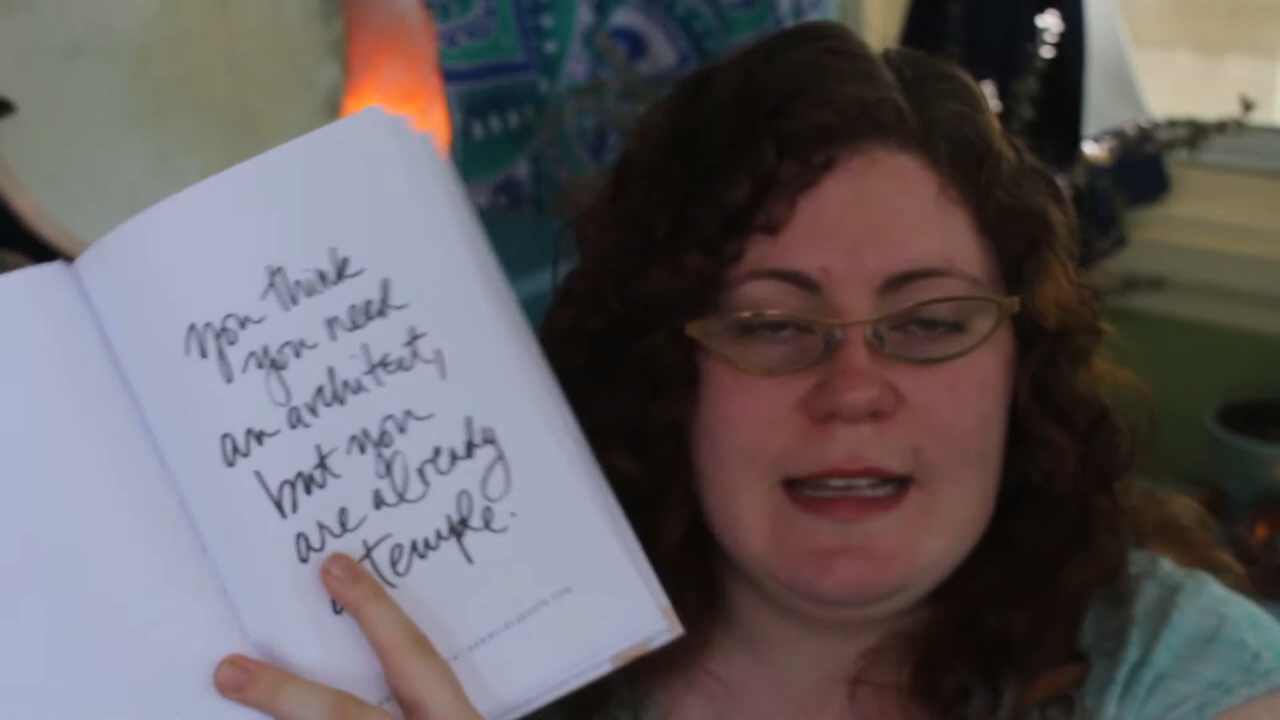 you think
you need
an architect,
but you
are already
a temple.